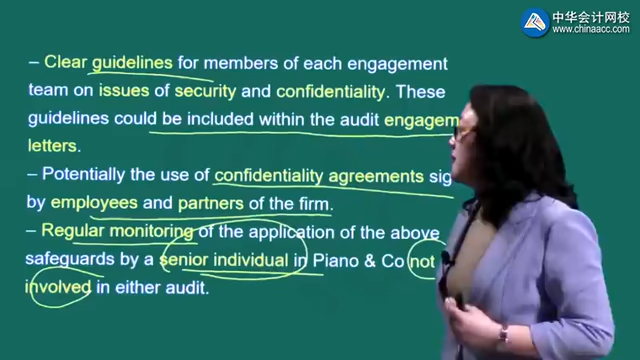 中华会计网校
www.chinaacc.com
– Clear guidelines for members of each engagement
team on issues of security and confidentiality. These
guidelines could be included within the audit
letters.
– Potentially the use of confidentiality agreements
by employees and partners of the firm.
– Regular monitoring of the application of the above
safeguards by a senior individual in Piano & Co not
involved in either audit.